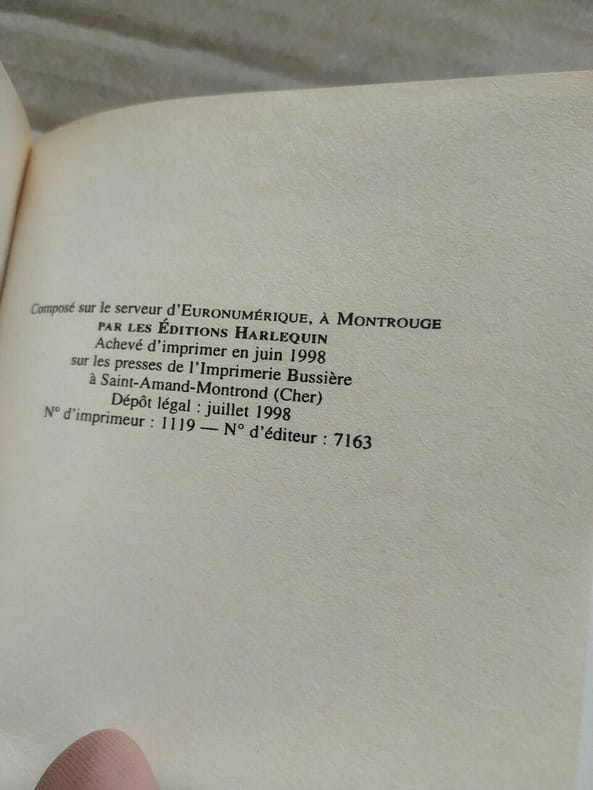 Composé sur le serveur d'EURONUMÉRIQUE, À MONTROUGE
PAR LES ÉDITIONS HARLEQUIN
Achevé d'imprimer en juin 1998
sur les presses de l'Imprimerie Bussière
à Saint-Amand-Montrond (Cher)
Dépôt légal : juillet 1998
N° d'imprimeur : 1119 — N° d'éditeur : 7163